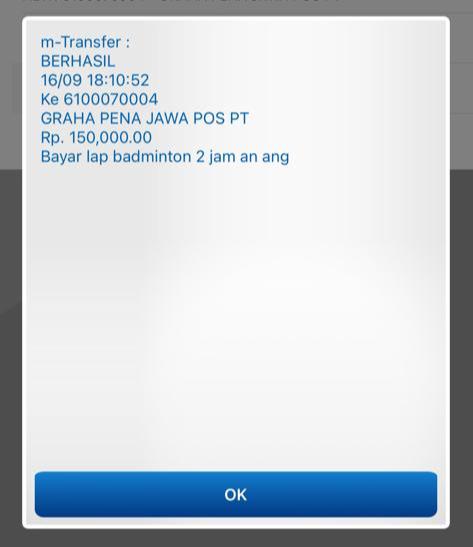 m-Transfer :
BERHASIL
16/09 18:10:52
Ke 6100070004
GRAHA PENA JAWA POS PT
Rp. 150,000.00
Bayar lap badminton 2 jam an ang
OK